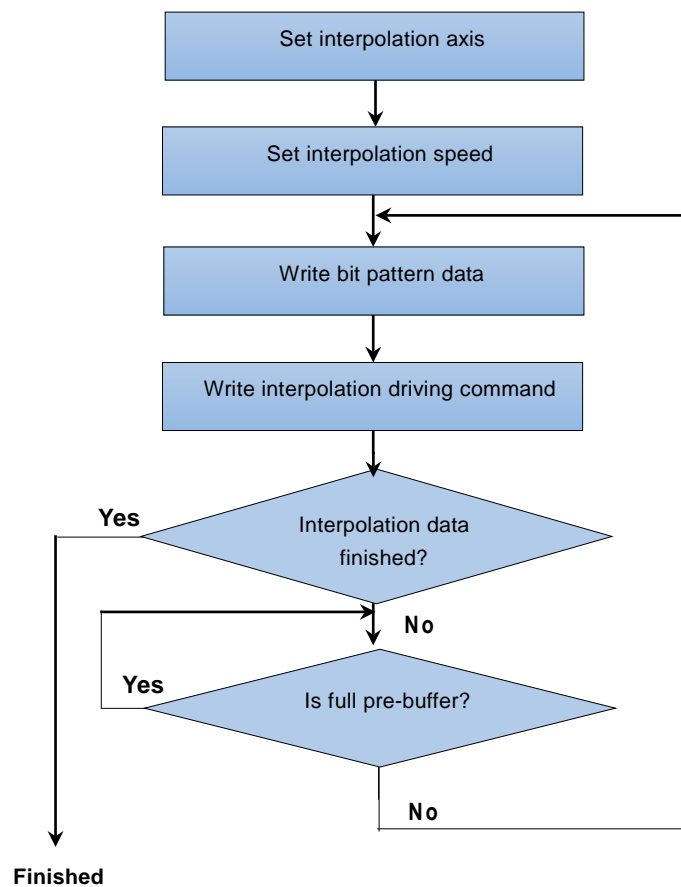 Set interpolation axis
Set interpolation speed
Write bit pattern data
Write interpolation driving command
Yes
Interpolation data
finished?
No
Yes
Is full pre-buffer?
No
Finished